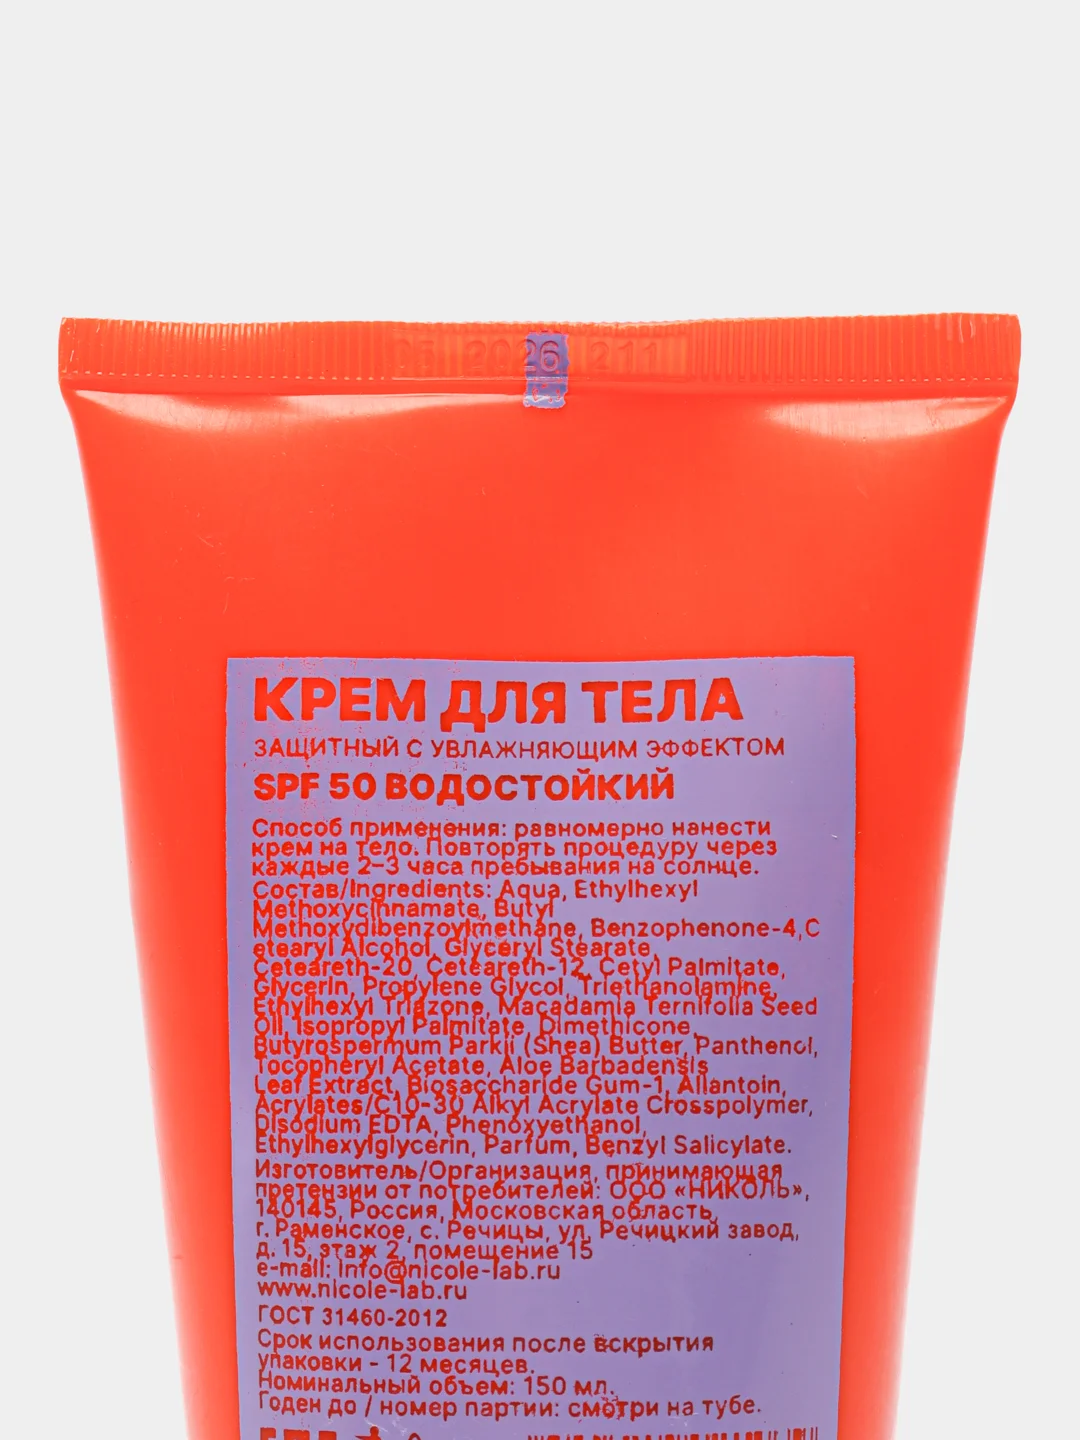 05 2026 211
КРЕМ ДЛЯ ТЕЛА
ЗАЩИТНЫЙ С УВЛАЖНЯЮЩИМ ЭФФЕКТОМ
SPF 50 ВОДОСТОЙКИЙ
Способ применения: равномерно нанести
крем на тело. Повторять процедуру через
каждые 2-3 часа пребывания на солнце.
Состав/Ingredients: Aqua, Ethylhexyl
Methoxycinnamate, Butyl
Methoxydibenzoylmethane, Benzophenone-4,C
etearyl Alcohol, Glyceryl Stearate,
Ceteareth-20, Ceteareth-12, Cetyl Palmitate,
Glycerin, Propylene Glycol, Triethanolamine,
Ethylhexyl Triazone, Macadamia Ternifolia Seed
Oil, Isopropyl Palmitate, Dimethicone,
Butyrospermum Parkii (Shea) Butter, Panthenol,
Tocopheryl Acetate, Aloe Barbadensis
Leaf Extract, Biosaccharide Gum-1, Allantoin,
Acrylates/C10-30 Alkyl Acrylate Crosspolymer,
Disodium EDTA, Phenoxyethanol,
Ethylhexylglycerin, Parfum, Benzyl Salicylate.
Изготовитель/Организация, принимающая
претензии от потребителей: ООО «НИКОЛЬ»,
140145, Россия, Московская область,
г. Раменское, с. Речицы, ул. Речицкий завод,
д. 15, этаж 2, помещение 15
e-mail: info@nicole-lab.ru
www.nicole-lab.ru
ГОСТ 31460-2012
Срок использования после вскрытия
упаковки - 12 месяцев.
Номинальный объем: 150 мл.
Годен до / номер партии: смотри на тубе.